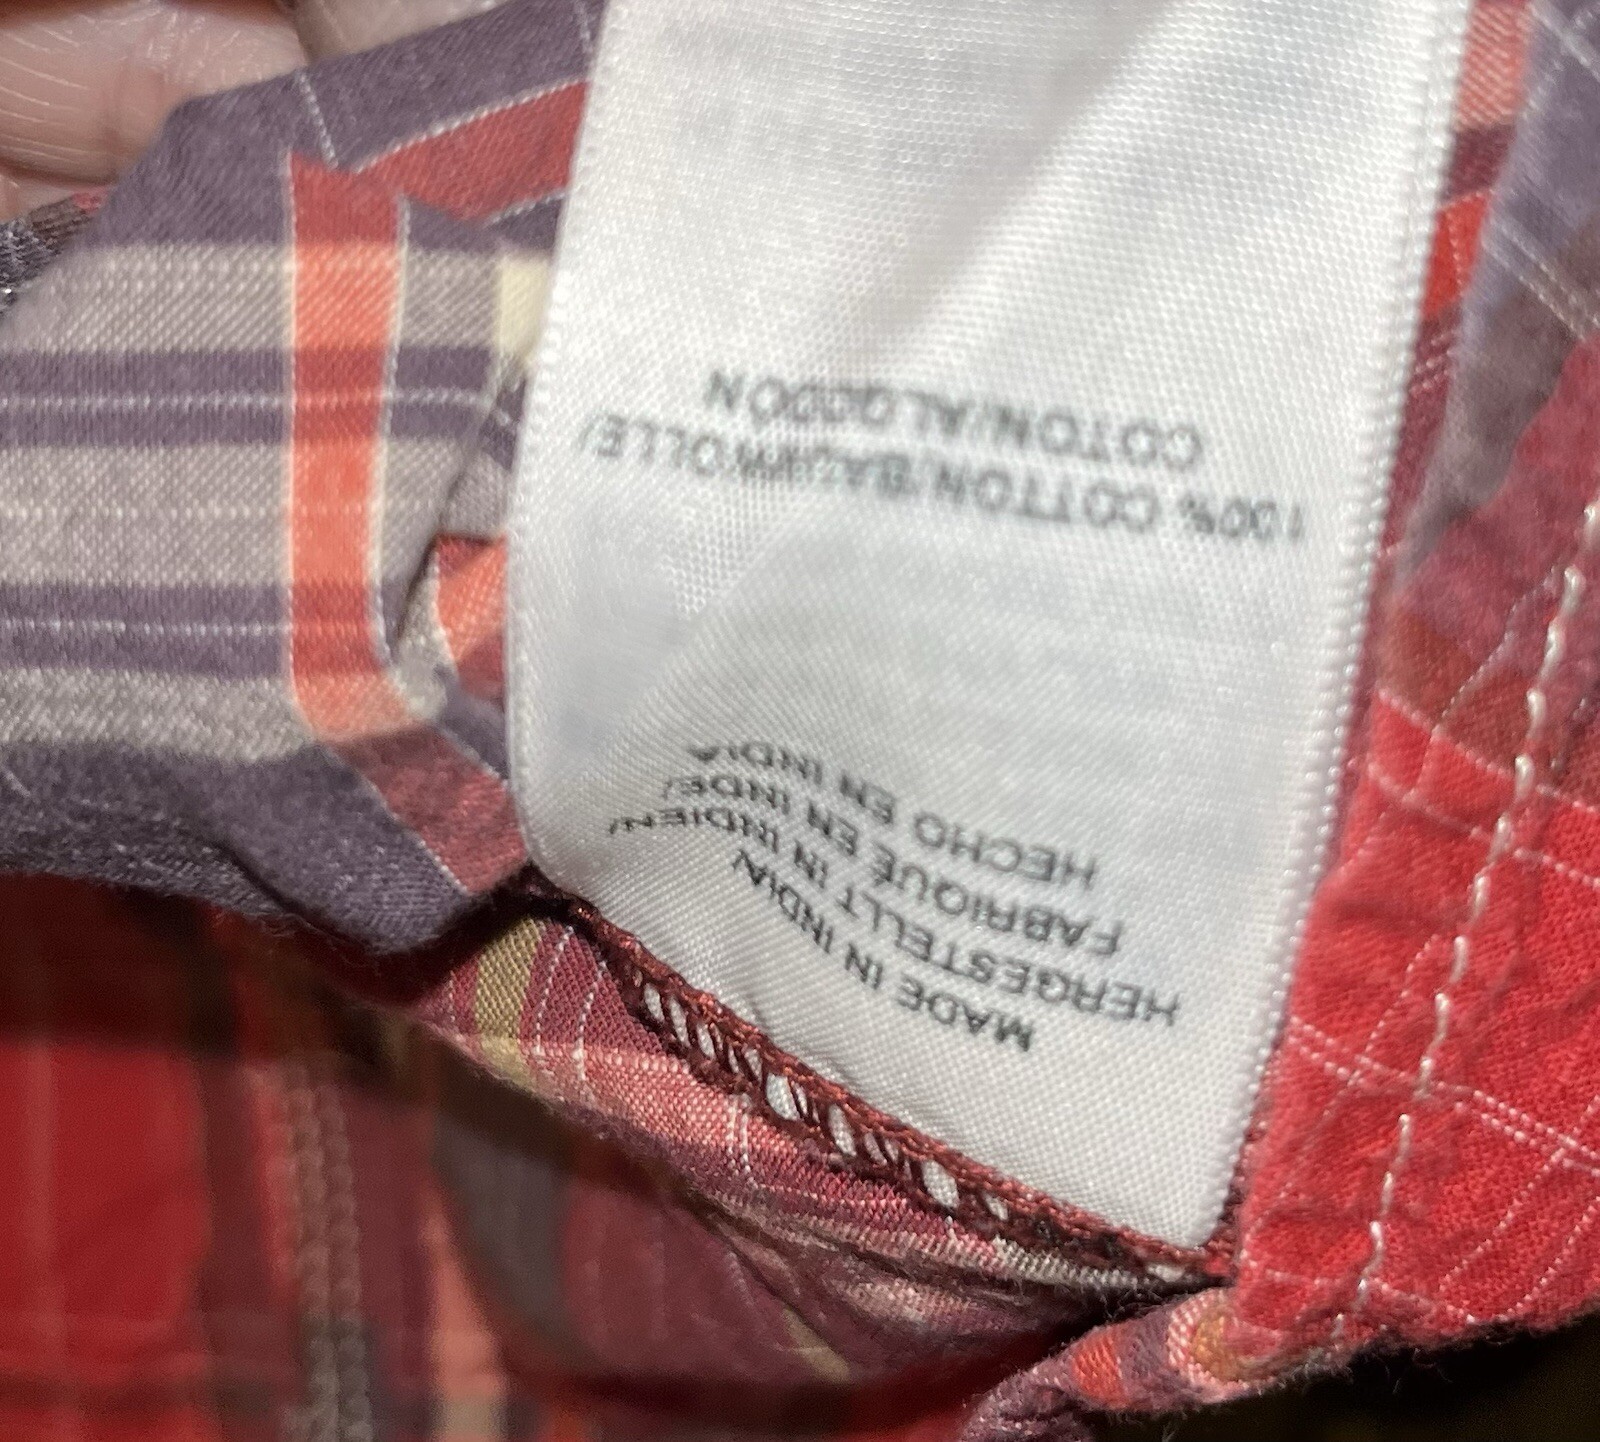 MADE IN INDIA/
HERGESTELLT IN INDIEN/
FABRIQUÉ EN INDE/
HECHO EN INDIA
100% COTTON/BAUMWOLLE/
COTON/ALGODON